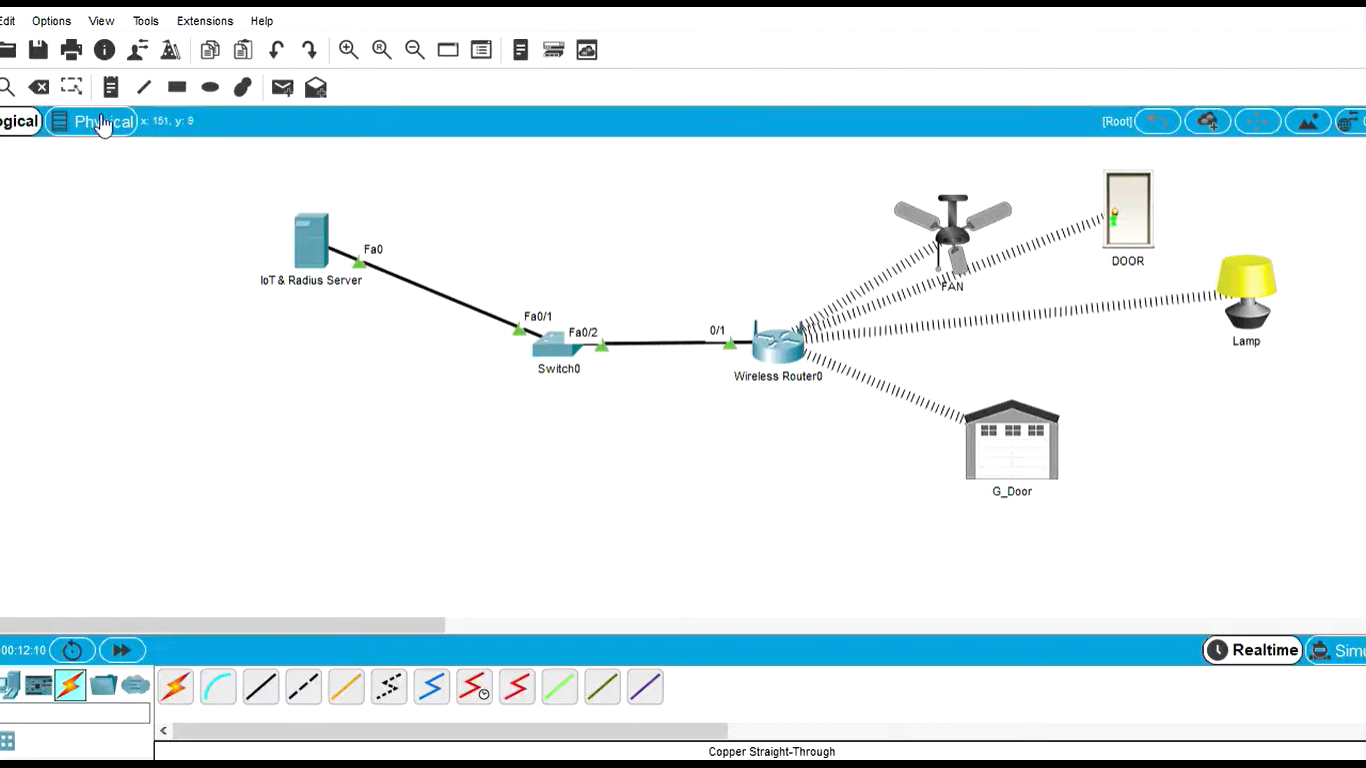 Edit Options View Tools Extensions Help
ogical Physical x: 151, y: 9 [Root]
Fa0
IoT & Radius Server
DOOR
FAN
Fa0/1
Fa0/2
0/1
Switch0
Wireless Router0
Lamp
G_Door
00:12:10 Realtime Simu
Copper Straight-Through